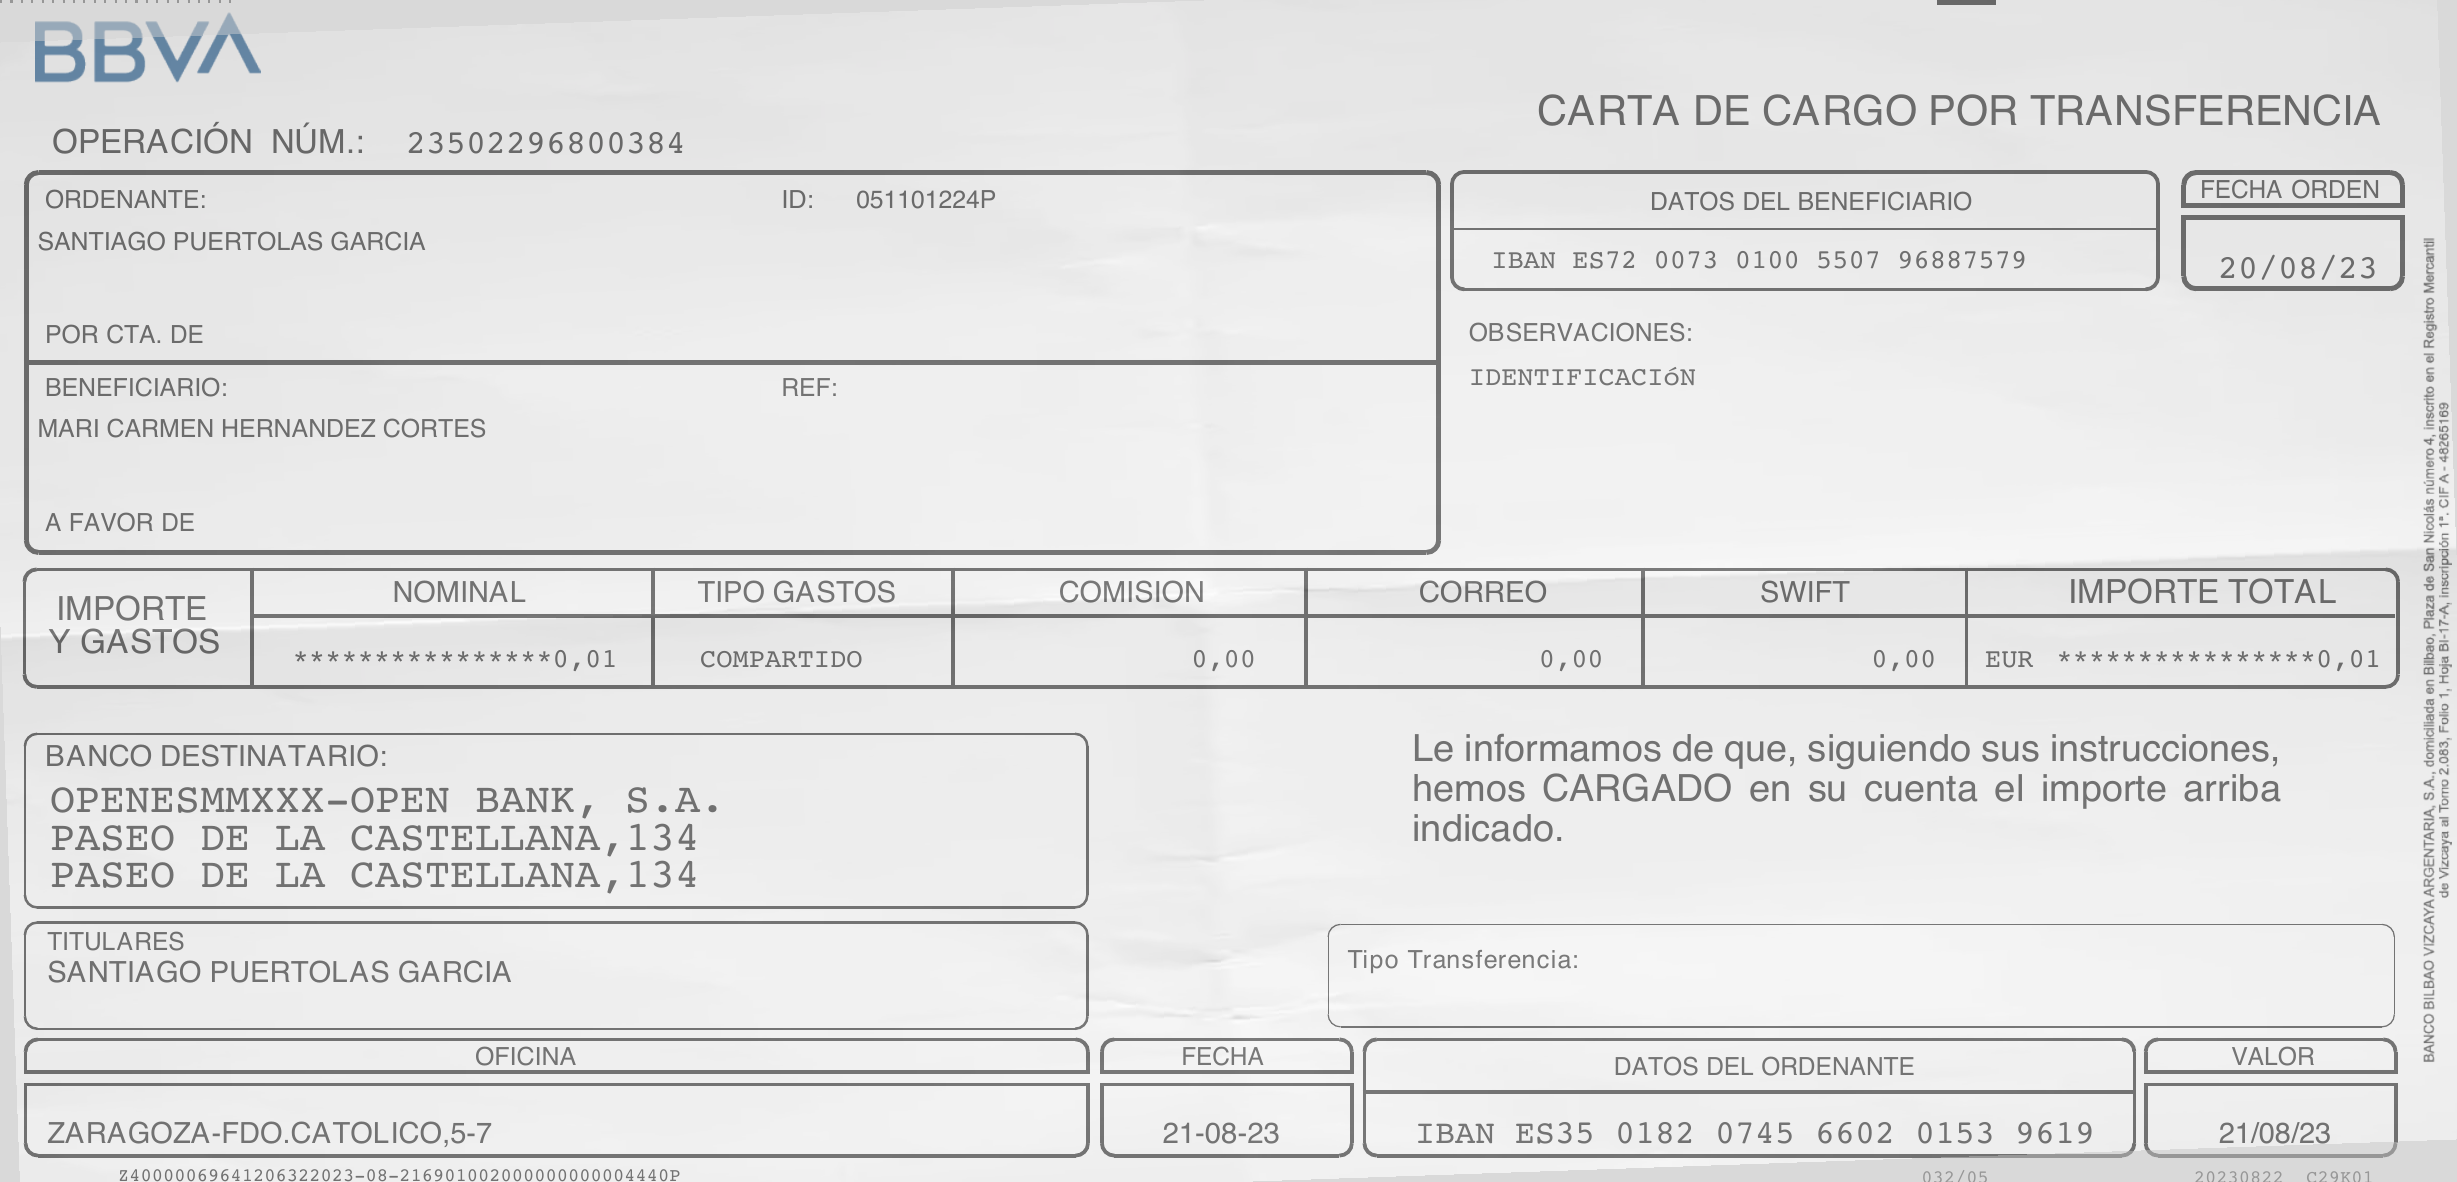 BBVA
CARTA DE CARGO POR TRANSFERENCIA
OPERACIÓN NÚM.: 23502296800384
ORDENANTE: ID: 051101224P
SANTIAGO PUERTOLAS GARCIA
POR CTA. DE
DATOS DEL BENEFICIARIO
IBAN ES72 0073 0100 5507 96887579
FECHA ORDEN
20/08/23
OBSERVACIONES:
IDENTIFICACIóN
BENEFICIARIO: REF:
MARI CARMEN HERNANDEZ CORTES
A FAVOR DE
IMPORTE
Y GASTOS
NOMINAL TIPO GASTOS COMISION CORREO SWIFT IMPORTE TOTAL
****************0,01 COMPARTIDO 0,00 0,00 0,00 EUR ****************0,01
BANCO DESTINATARIO:
OPENESMMXXX-OPEN BANK, S.A.
PASEO DE LA CASTELLANA,134
PASEO DE LA CASTELLANA,134
Le informamos de que, siguiendo sus instrucciones,
hemos CARGADO en su cuenta el importe arriba
indicado.
TITULARES
SANTIAGO PUERTOLAS GARCIA
Tipo Transferencia:
OFICINA FECHA DATOS DEL ORDENANTE VALOR
ZARAGOZA-FDO.CATOLICO,5-7 21-08-23 IBAN ES35 0182 0745 6602 0153 9619 21/08/23
Z40000069641206322023-08-2169010020000000000004440P 032/05 20230822 C29K01
BANCO BILBAO VIZCAYA ARGENTARIA, S.A., domiciliada en Bilbao, Plaza de San Nicolás número 4, inscrito en el Registro Mercantil
de Vizcaya al Tomo 2.083, Folio 1, Hoja BI-17-A, inscripción 1ª. CIF A - 48265169